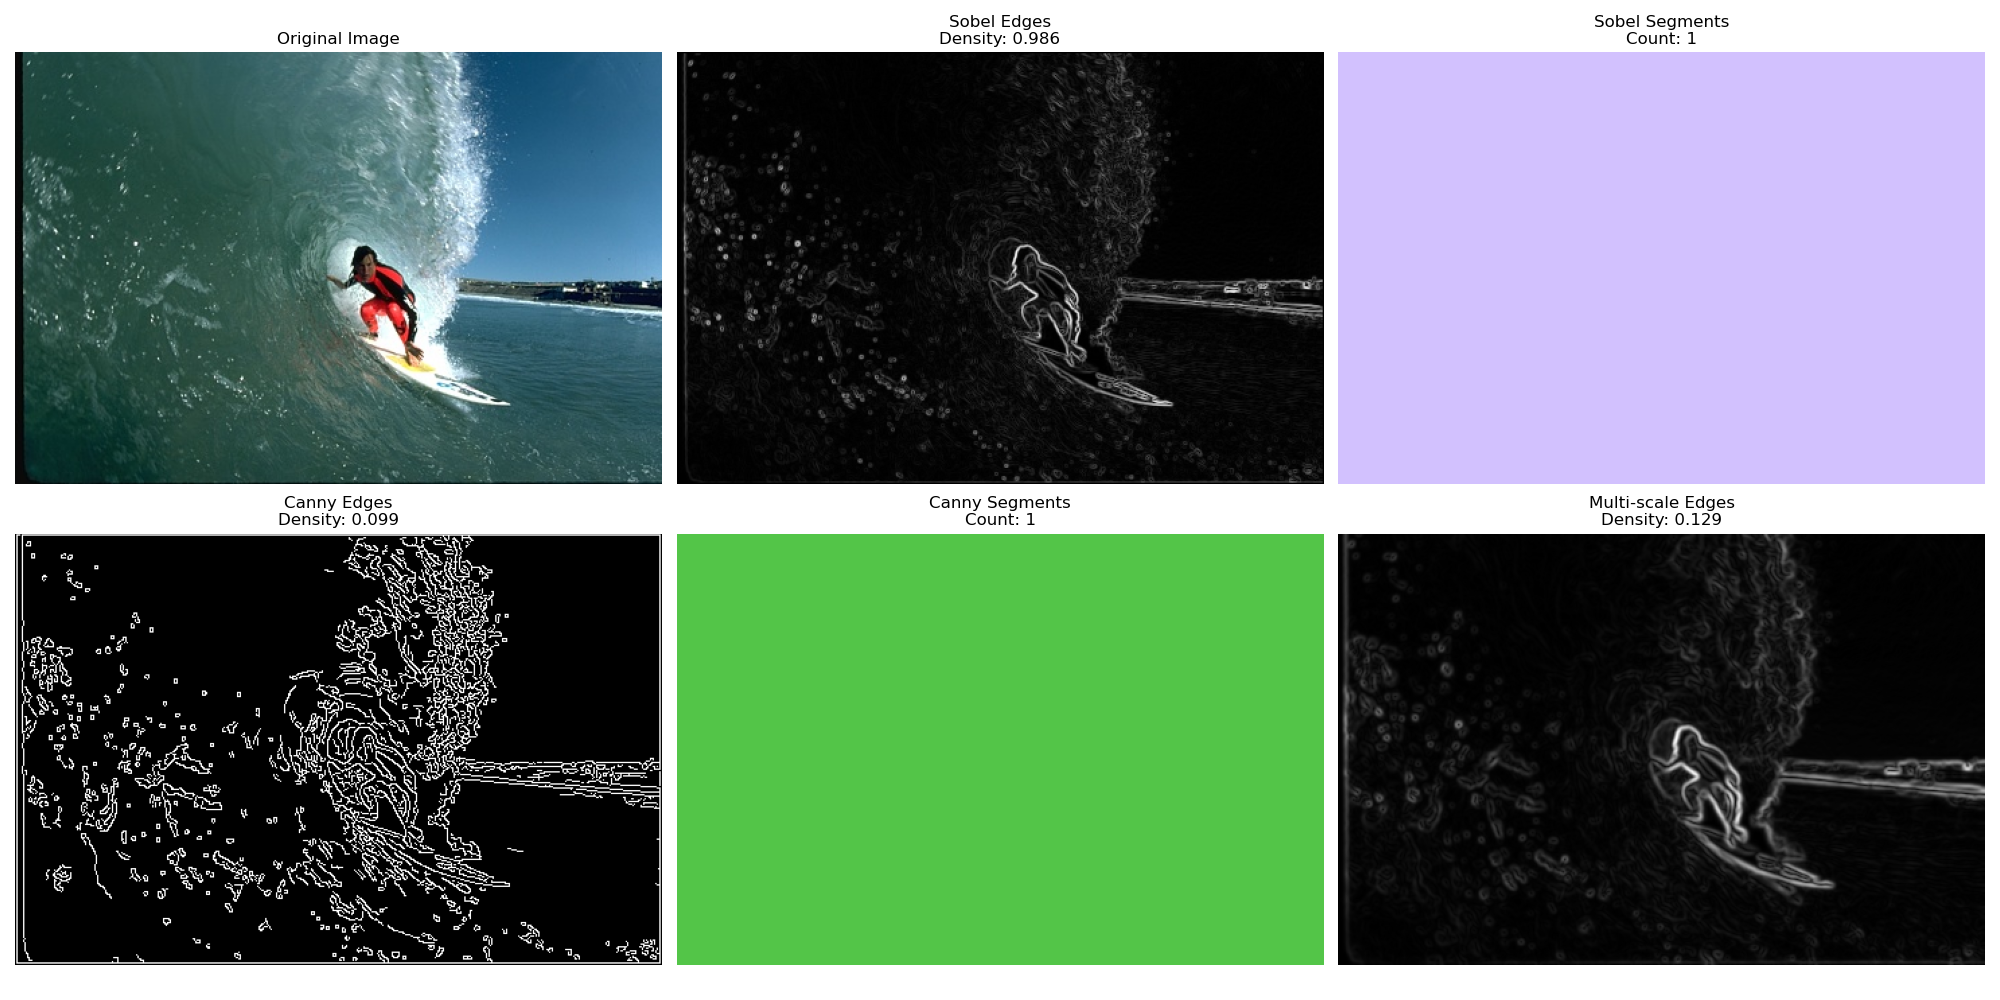 Original Image
Sobel Edges
Density: 0.986
Sobel Segments
Count: 1
Canny Edges
Density: 0.099
Canny Segments
Count: 1
Multi-scale Edges
Density: 0.129